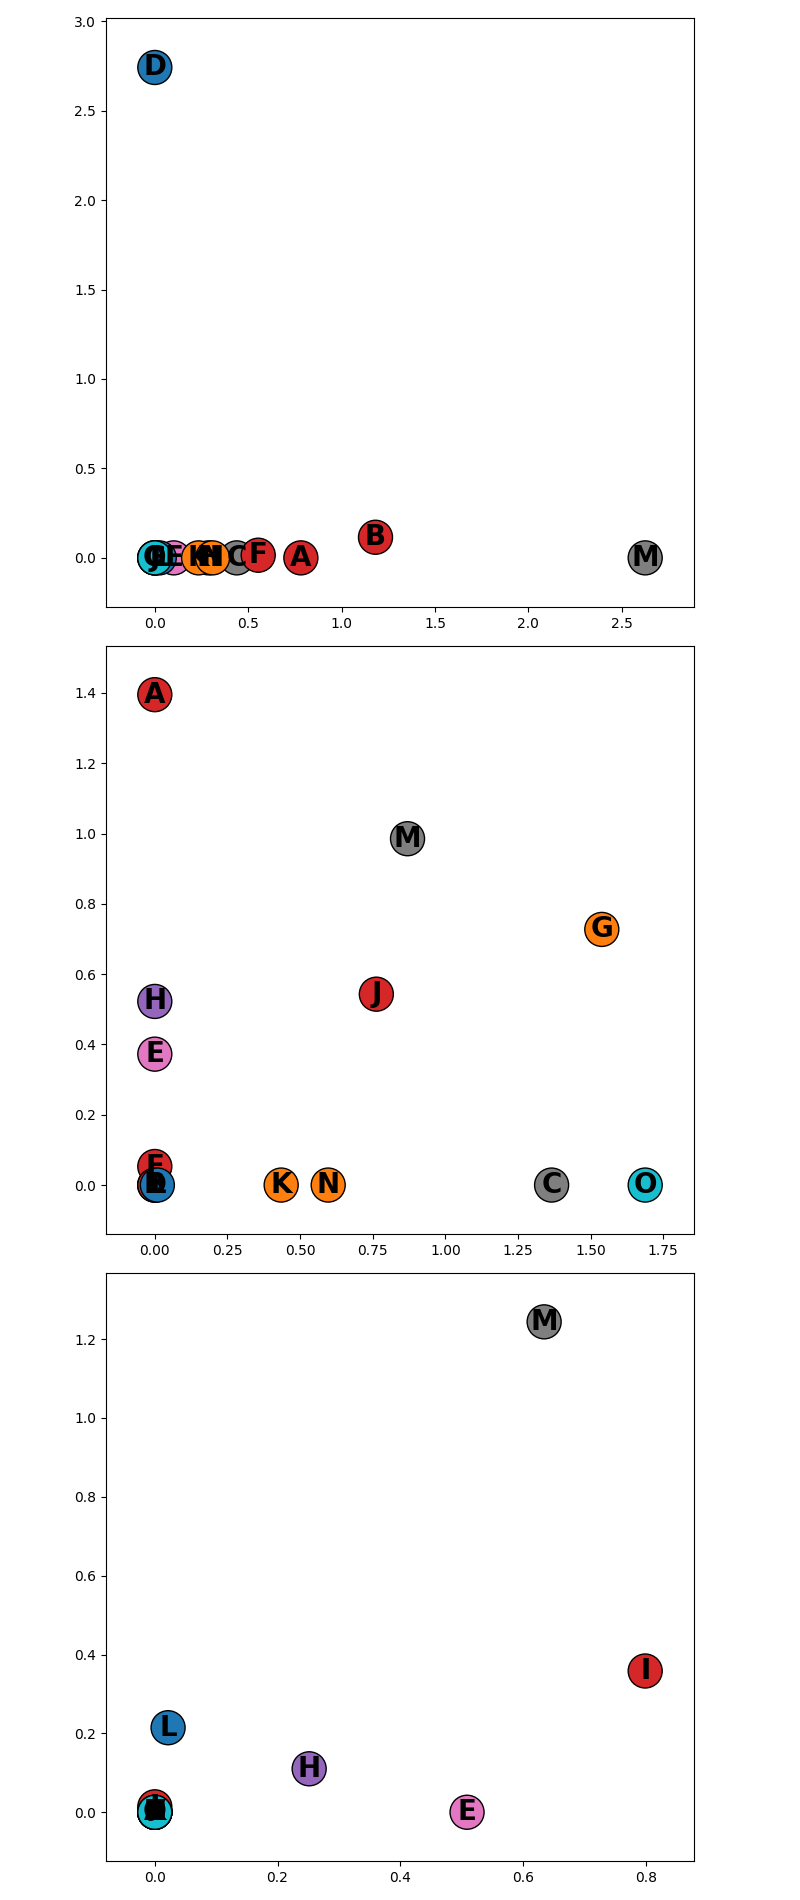 3.0
D
2.5
2.0
1.5
1.0
0.5
B
0.0 O E K H C F A M
0.0 0.5 1.0 1.5 2.0 2.5
1.4 A
1.2
1.0 M
0.8
G
0.6 J
H
0.4 E
0.2
F
0.0 K N C O
0.00 0.25 0.50 0.75 1.00 1.25 1.50 1.75
M
1.2
1.0
0.8
0.6
0.4 I
0.2 L
H
0.0 E
0.0 0.2 0.4 0.6 0.8